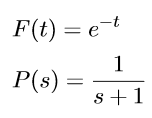 F(t) = e^{-t}
P(s) = \frac{1}{s+1}